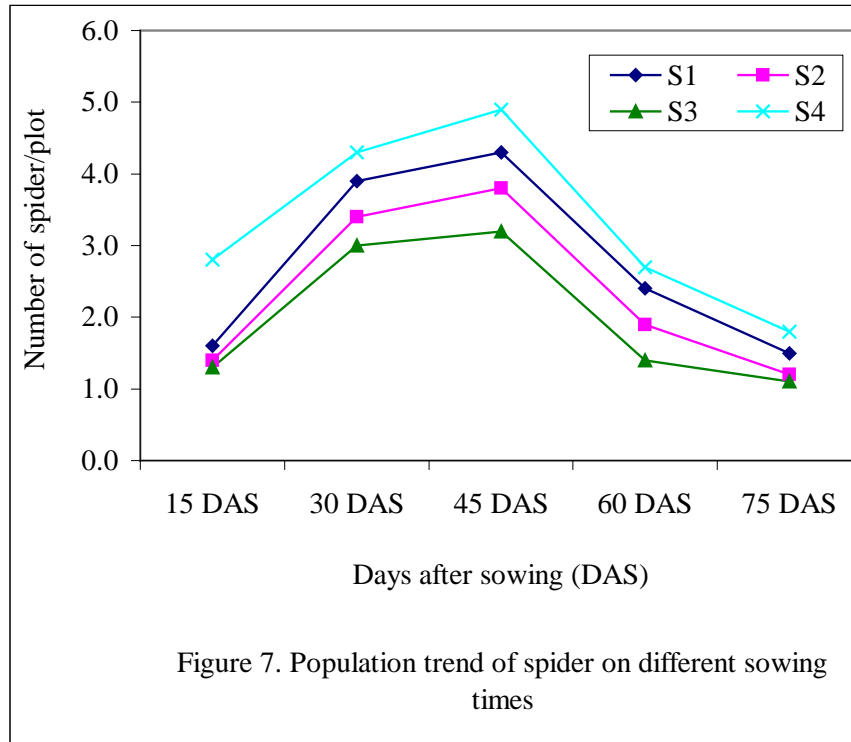 6.0
5.0
4.0
3.0
2.0
1.0
0.0
Number of spider/plot
S1 S2
S3 S4
15 DAS 30 DAS 45 DAS 60 DAS 75 DAS
Days after sowing (DAS)
Figure 7. Population trend of spider on different sowing
times